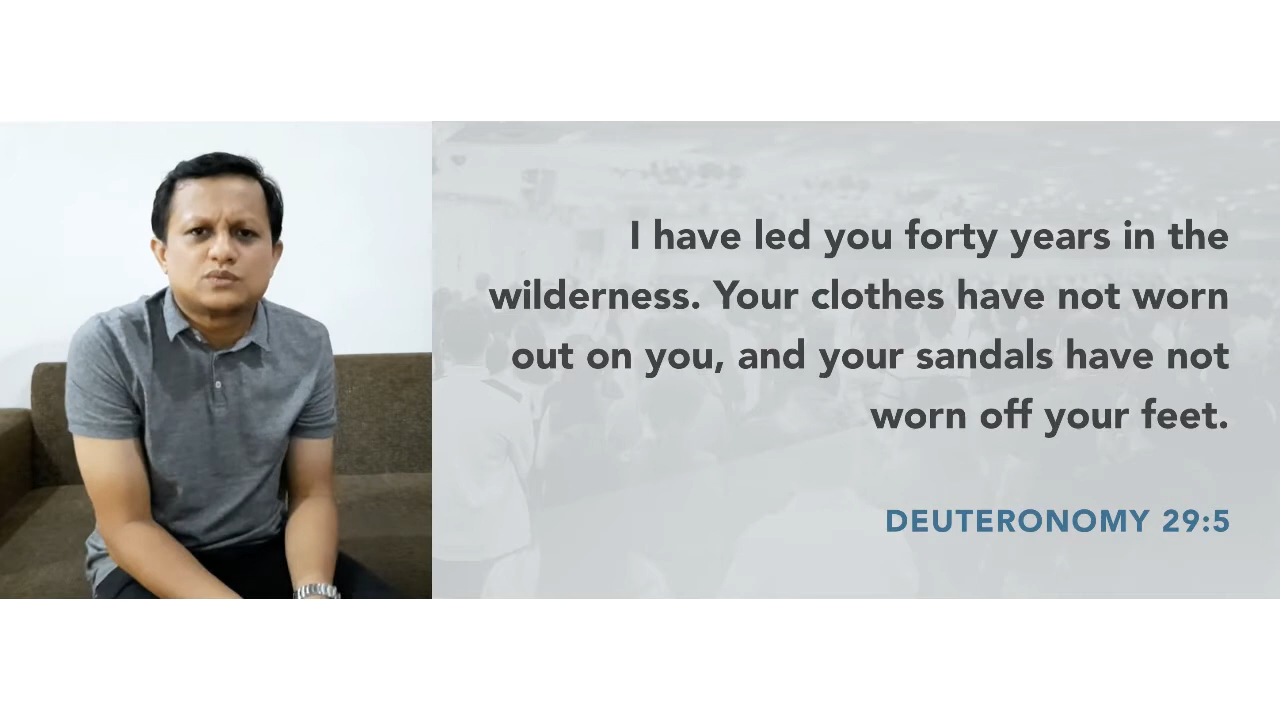 I have led you forty years in the
wilderness. Your clothes have not worn
out on you, and your sandals have not
worn off your feet.
DEUTERONOMY 29:5